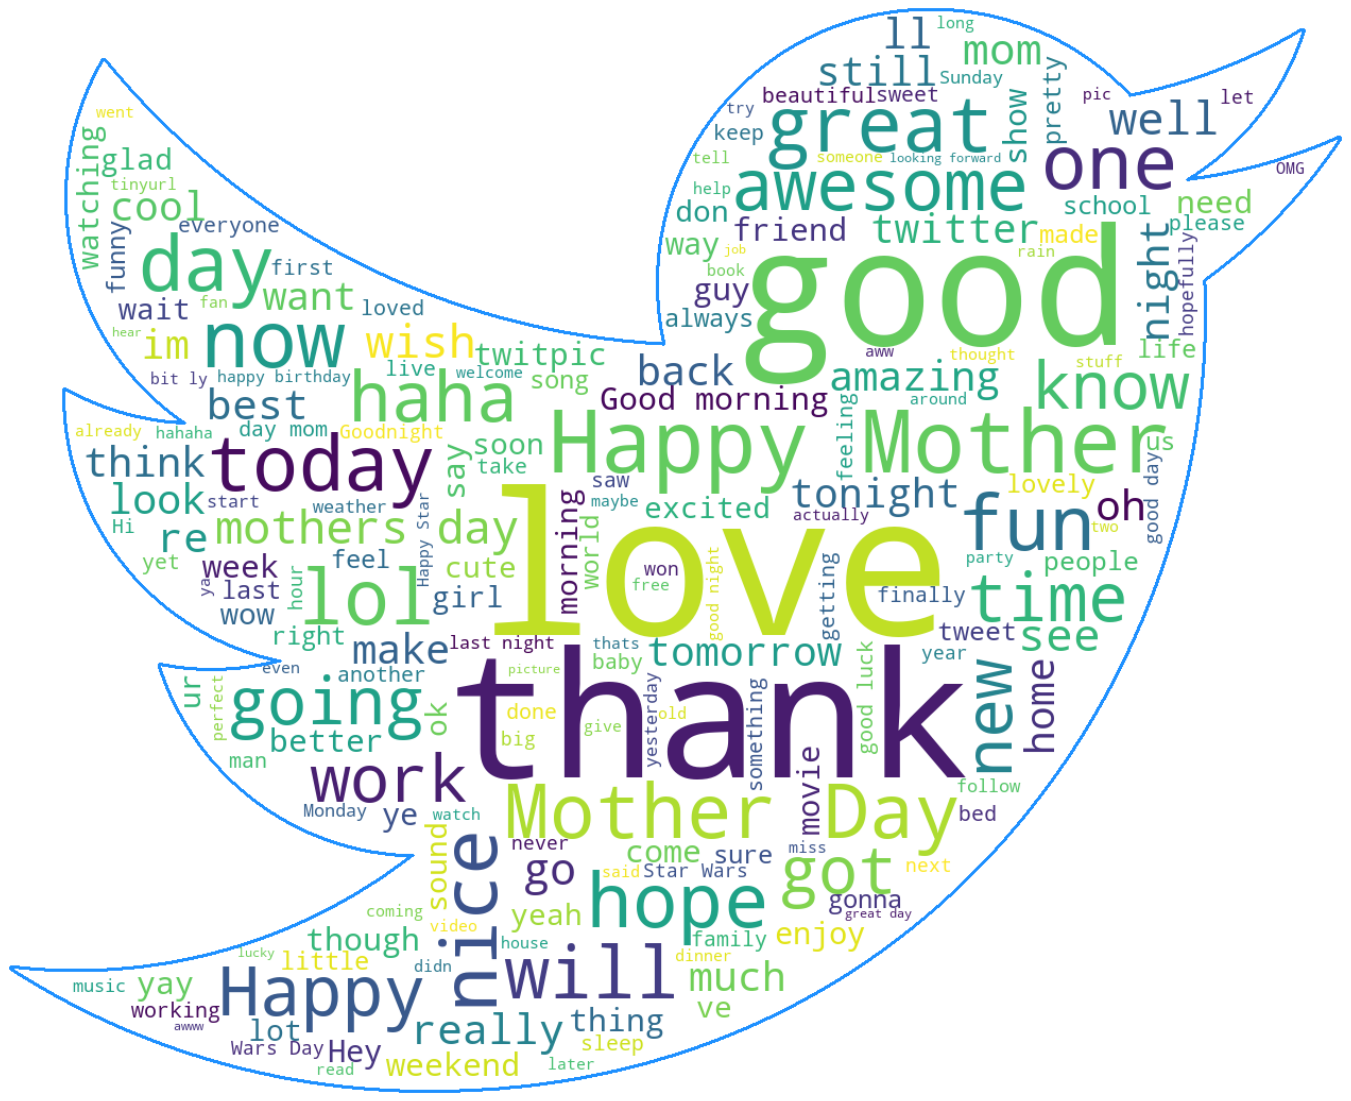 long
ll
mom
still
Sunday
beautiful
sweet
pretty
pic
let
went
try
great
show
well
watching
glad
keep
one
tell
someone
looking forward
OMG
tinyurl
awesome
help
cool
school
need
don
everyone
friend
twitter
made
please
day
funny
way
job
rain
night
hopefully
first
book
good
want
guy
fan
wait
loved
always
hear
now
im
wish
twitpic
aww
thought
life
live
welcome
back
stuff
bit ly
happy birthday
song
amazing
know
haha
best
Good morning
around
already
hahaha
day mom
Goodnight
Happy
Mother
feeling
us
think
today
say
soon
take
saw
tonight
lovely
good day
look
start
weather
Happy Star
maybe
excited
actually
oh
Hi
re
mothers day
love
morning
world
fun
two
yet
week
yay
feel
cute
won
free
good night
getting
party
people
last
hour
girl
finally
time
wow
lol
right
make
last night
thats
tomorrow
tweet
see
even
another
picture
baby
year
ur
perfect
going
ok
thank
done
old
yesterday
something
good luck
new
home
better
big
give
man
work
movie
follow
Monday
ye
watch
Mother Day
bed
nice
never
miss
sound
come
sure
go
said
Star Wars
got
next
hope
gonna
coming
yeah
great day
video
though
house
family
enjoy
lucky
little
didn
dinner
music
yay
Happy
will
much
working
ve
awww
lot
really
thing
Wars Day
Hey
sleep
read
weekend
later